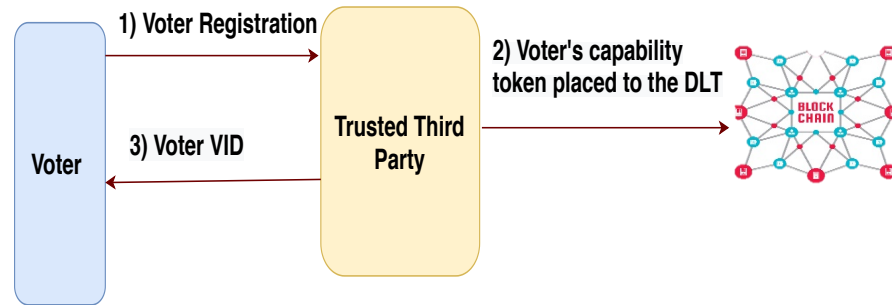 1) Voter Registration
2) Voter's capability
token placed to the DLT
BLOCK
CHAIN
Trusted Third
Party
3) Voter VID
Voter